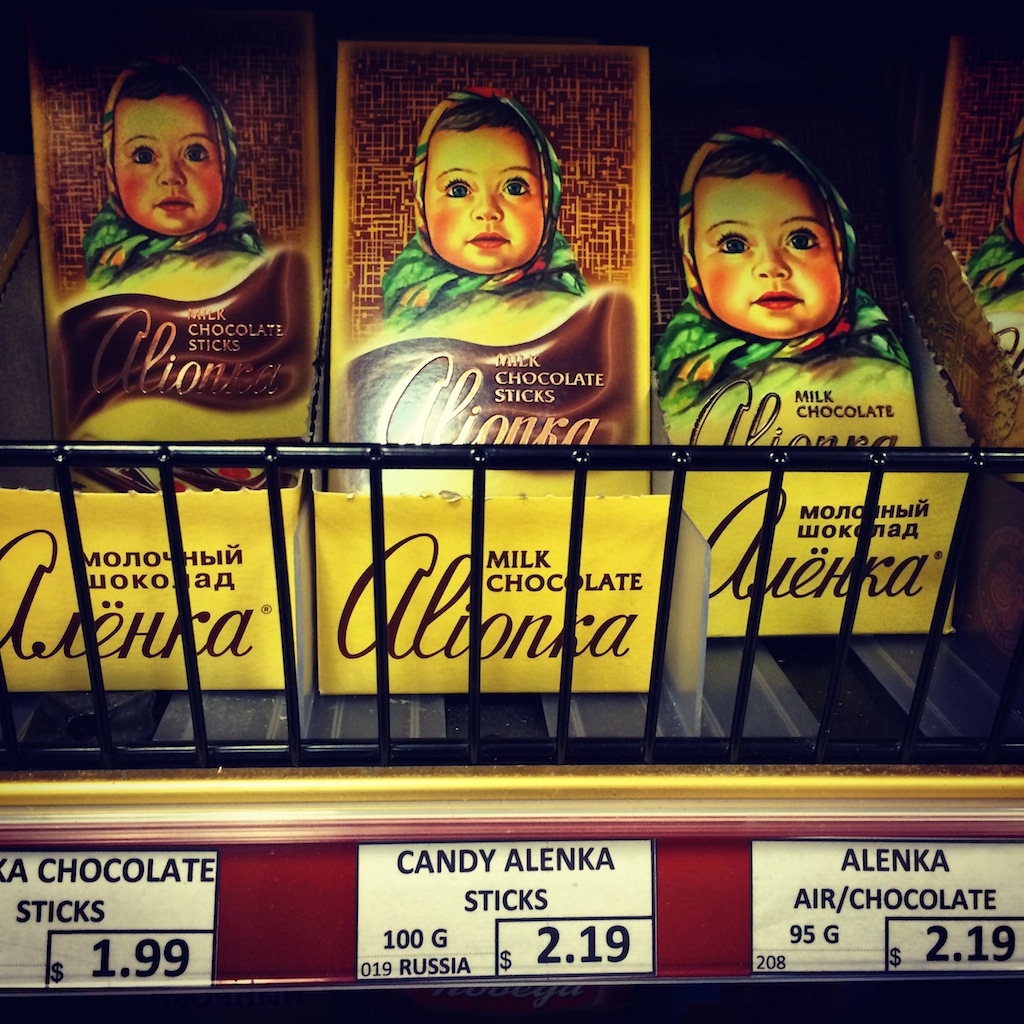 MILK
CHOCOLATE
STICKS
Alionka
MILK
CHOCOLATE
STICKS
Alionka
MILK
CHOCOLATE
Alionka
молочный
шоколад
Алёнка®
MILK
CHOCOLATE
Alionka
молочный
шоколад
Алёнка®
KA CHOCOLATE
STICKS
$ 1.99
CANDY ALENKA
STICKS
100 G
019 RUSSIA
$ 2.19
ALENKA
AIR/CHOCOLATE
95 G
208
$ 2.19
победа